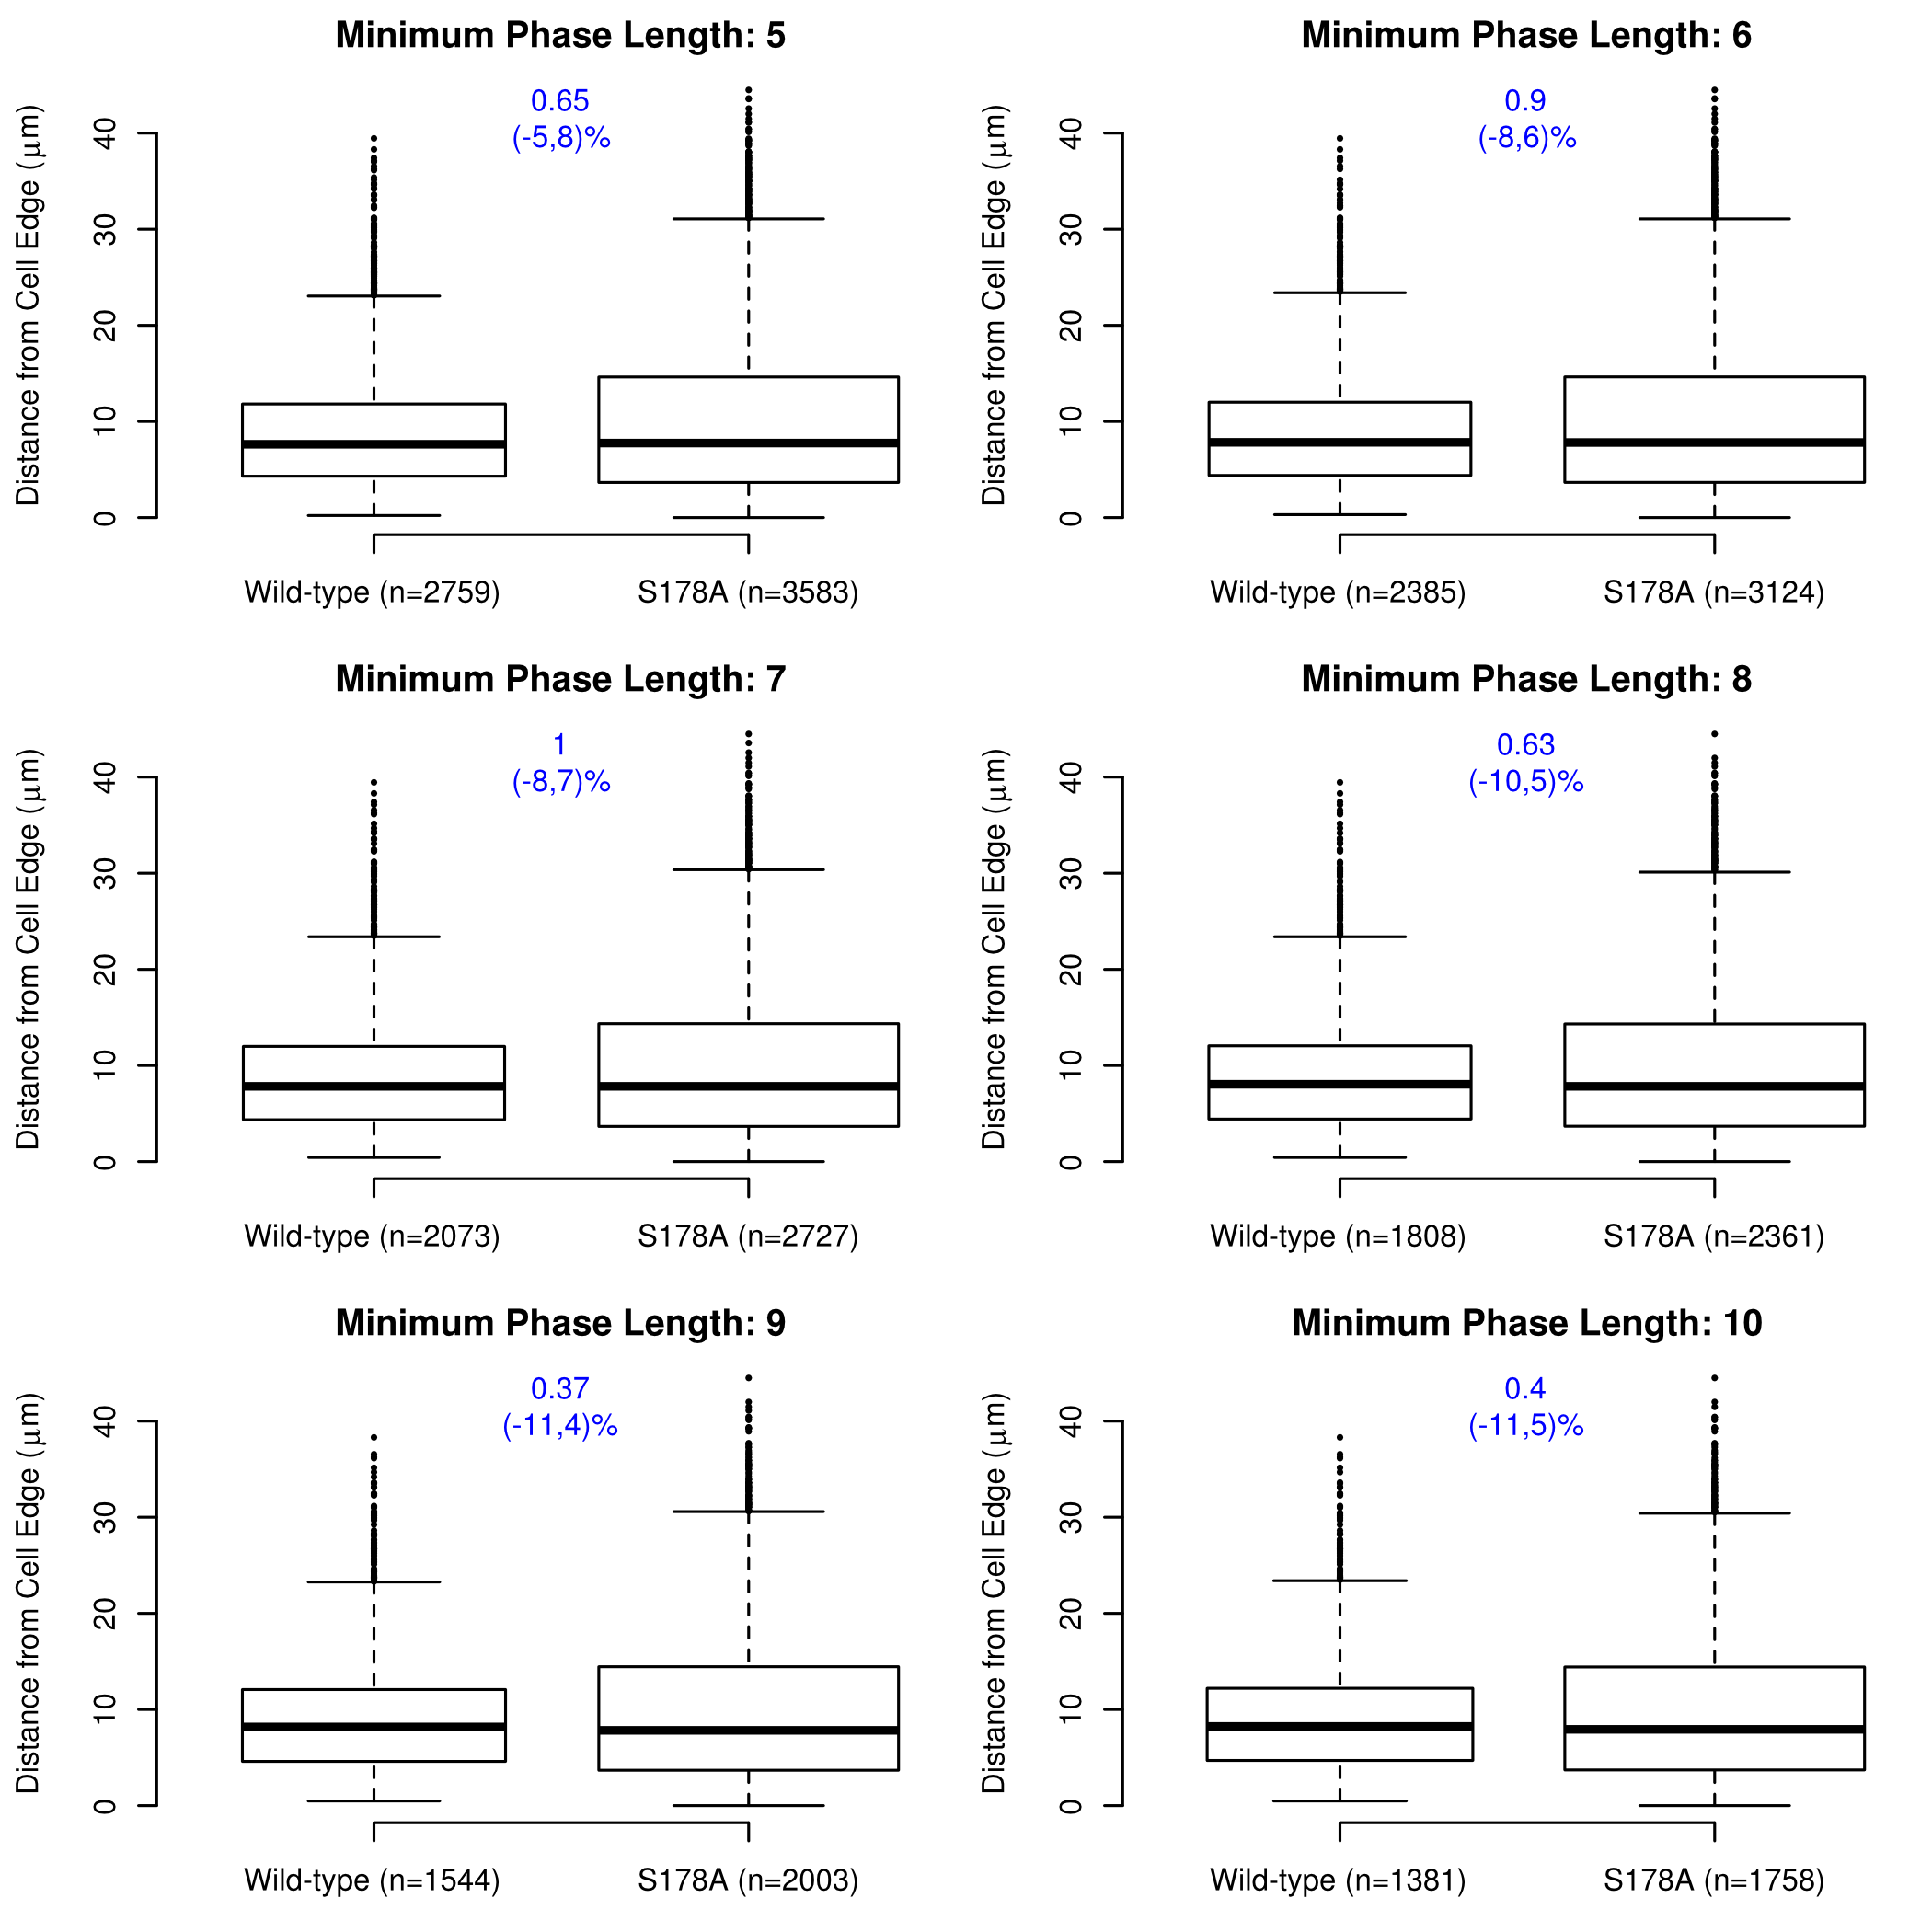 Minimum Phase Length: 5
0.65
(-5,8)%
Distance from Cell Edge (μm)
40
30
20
10
0
Wild-type (n=2759)
S178A (n=3583)
Minimum Phase Length: 6
0.9
(-8,6)%
Distance from Cell Edge (μm)
40
30
20
10
0
Wild-type (n=2385)
S178A (n=3124)
Minimum Phase Length: 7
1
(-8,7)%
Distance from Cell Edge (μm)
40
30
20
10
0
Wild-type (n=2073)
S178A (n=2727)
Minimum Phase Length: 8
0.63
(-10,5)%
Distance from Cell Edge (μm)
40
30
20
10
0
Wild-type (n=1808)
S178A (n=2361)
Minimum Phase Length: 9
0.37
(-11,4)%
Distance from Cell Edge (μm)
40
30
20
10
0
Wild-type (n=1544)
S178A (n=2003)
Minimum Phase Length: 10
0.4
(-11,5)%
Distance from Cell Edge (μm)
40
30
20
10
0
Wild-type (n=1381)
S178A (n=1758)